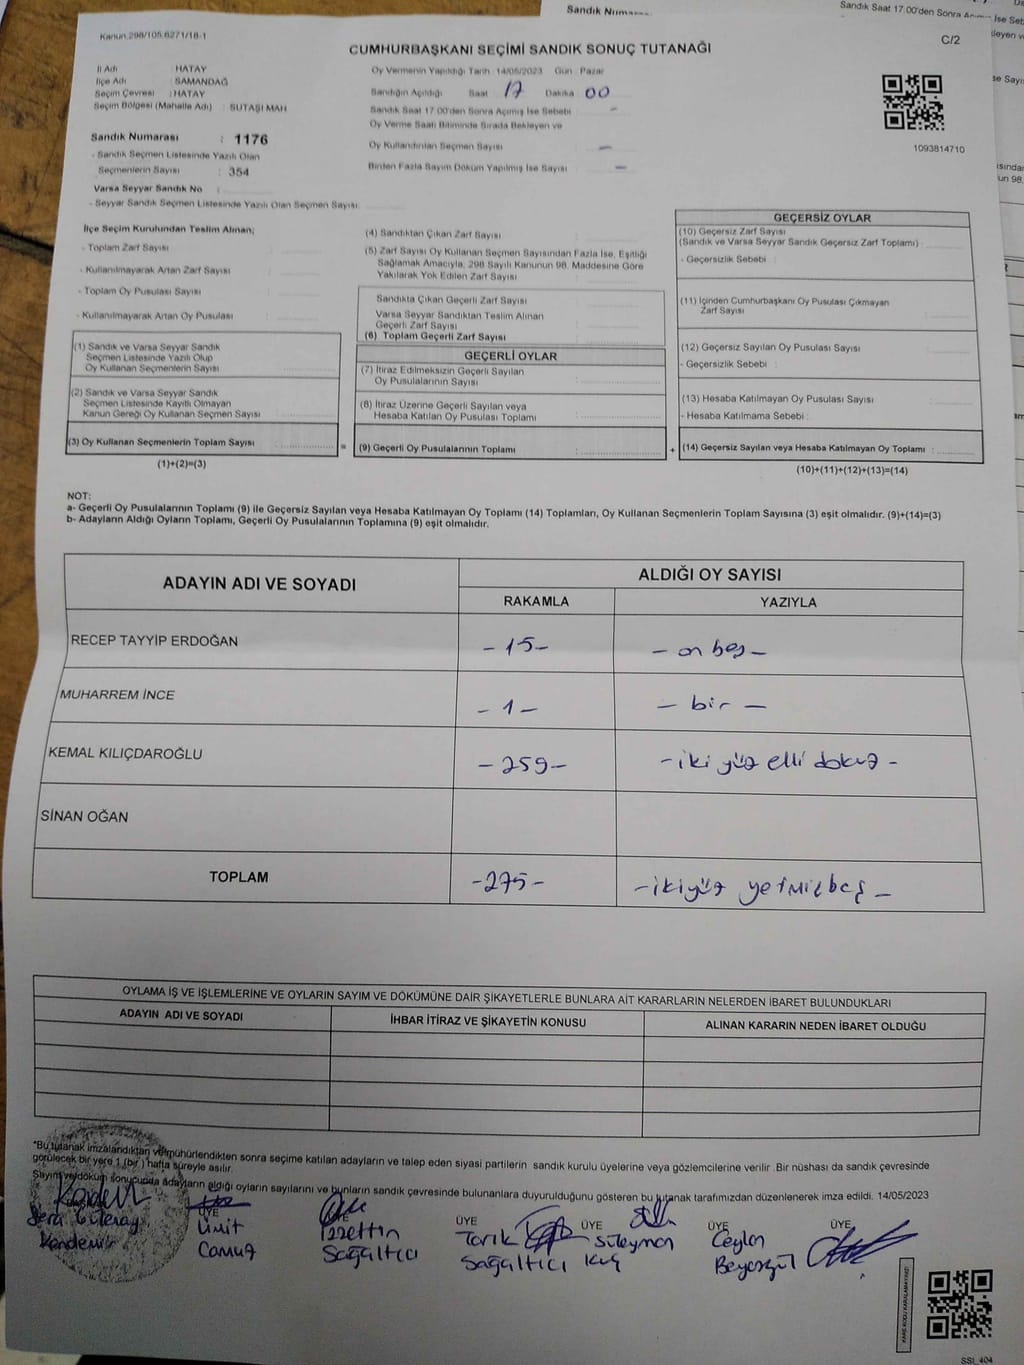 Sandık Numarası
Sandık Saat 17.00'den Sonra Açılmış İse Seb
Kanun 298/105,6271/18-1
C/2
CUMHURBAŞKANI SEÇİMİ SANDIK SONUÇ TUTANAĞI
İl Adı : HATAY
İlçe Adı : SAMANDAĞ
Seçim Çevresi : HATAY
Seçim Bölgesi (Mahalle Adı) : SUTAŞI MAH
Oy Vermenin Yapıldığı Tarih 14/05/2023 Gün Pazar
Sandığın Açıldığı Saat 17 Dakika 00
Sandık Saat 17.00'den Sonra Açımış İse Sebebi -
Oy Verme Saati Bitiminde Sırada Bekleyen ve
Oy Kullandırılan Seçmen Sayısı -
Birden Fazla Sayım Döküm Yapılmış İse Sayısı -
1093814710
Sandık Numarası : 1176
- Sandık Seçmen Listesinde Yazılı Olan
Seçmenlerin Sayısı : 354
Varsa Seyyar Sandık No :
- Seyyar Sandık Seçmen Listesinde Yazılı Olan Seçmen Sayısı:
İlçe Seçim Kurulundan Teslim Alınan;
- Toplam Zarf Sayısı :
- Kullanılmayarak Artan Zarf Sayısı :
- Toplam Oy Pusulası Sayısı :
- Kullanılmayarak Artan Oy Pusulası :
(1) Sandık ve Varsa Seyyar Sandık
Seçmen Listesinde Yazılı Olup
Oy Kullanan Seçmenlerin Sayısı :
(2) Sandık ve Varsa Seyyar Sandık
Seçmen Listesinde Kayıtlı Olmayan
Kanun Gereği Oy Kullanan Seçmen Sayısı :
(3) Oy Kullanan Seçmenlerin Toplam Sayısı :
(1)+(2)=(3)
(4) Sandıktan Çıkan Zarf Sayısı :
(5) Zarf Sayısı Oy Kullanan Seçmen Sayısından Fazla İse, Eşitliği
Sağlamak Amacıyla, 298 Sayılı Kanunun 98. Maddesine Göre
Yakılarak Yok Edilen Zarf Sayısı :
Sandıkta Çıkan Geçerli Zarf Sayısı :
Varsa Seyyar Sandıktan Teslim Alınan
Geçerli Zarf Sayısı :
(6) Toplam Geçerli Zarf Sayısı :
GEÇERLİ OYLAR
(7) İtiraz Edilmeksizin Geçerli Sayılan
Oy Pusulalarının Sayısı :
(8) İtiraz Üzerine Geçerli Sayılan veya
Hesaba Katılan Oy Pusulası Toplamı :
= (9) Geçerli Oy Pusulalarının Toplamı :
GEÇERSİZ OYLAR
(10) Geçersiz Zarf Sayısı
(Sandık ve Varsa Seyyar Sandık Geçersiz Zarf Toplamı) :
- Geçersizlik Sebebi :
(11) İçinden Cumhurbaşkanı Oy Pusulası Çıkmayan
Zarf Sayısı :
(12) Geçersiz Sayılan Oy Pusulası Sayısı :
- Geçersizlik Sebebi :
(13) Hesaba Katılmayan Oy Pusulası Sayısı :
- Hesaba Katılmama Sebebi :
+ (14) Geçersiz Sayılan veya Hesaba Katılmayan Oy Toplamı :
(10)+(11)+(12)+(13)=(14)
NOT:
a- Geçerli Oy Pusulalarının Toplamı (9) ile Geçersiz Sayılan veya Hesaba Katılmayan Oy Toplamı (14) Toplamları, Oy Kullanan Seçmenlerin Toplam Sayısına (3) eşit olmalıdır. (9)+(14)=(3)
b- Adayların Aldığı Oyların Toplamı, Geçerli Oy Pusulalarının Toplamına (9) eşit olmalıdır.
ADAYIN ADI VE SOYADI
ALDIĞI OY SAYISI
RAKAMLA YAZIYLA
RECEP TAYYİP ERDOĞAN -15- - on beş -
MUHARREM İNCE -1- - bir -
KEMAL KILIÇDAROĞLU -259- - iki yüz elli dokuz -
SİNAN OĞAN
TOPLAM -275- - ikiyüz yetmişbeş -
OYLAMA İŞ VE İŞLEMLERİNE VE OYLARIN SAYIM VE DÖKÜMÜNE DAİR ŞİKAYETLERLE BUNLARA AİT KARARLARIN NELERDEN İBARET BULUNDUKLARI
ADAYIN ADI VE SOYADI İHBAR İTİRAZ VE ŞİKAYETİN KONUSU ALINAN KARARIN NEDEN İBARET OLDUĞU
*Bu tutanak imzalandıktan ve mühürlendikten sonra seçime katılan adayların ve talep eden siyasi partilerin sandık kurulu üyelerine veya gözlemcilerine verilir .Bir nüshası da sandık çevresinde
görülecek bir yere 1 (bir ) hafta süreyle asılır.
Sayım ve döküm sonucunda adayların aldığı oyların sayılarını ve bunların sandık çevresinde bulunanlara duyurulduğunu gösteren bu tutanak tarafımızdan düzenlenerek imza edildi. 14/05/2023
ÜYE ÜYE ÜYE ÜYE ÜYE ÜYE
Kandemir
Ümit
Camuz
İzzettin
Sağaltıcı
Tarık
Sağaltıcı
Süleyman
Kuş
Ceylan
Beyazgül
KARE KODU KARALAMAYINIZ!
SSI_404